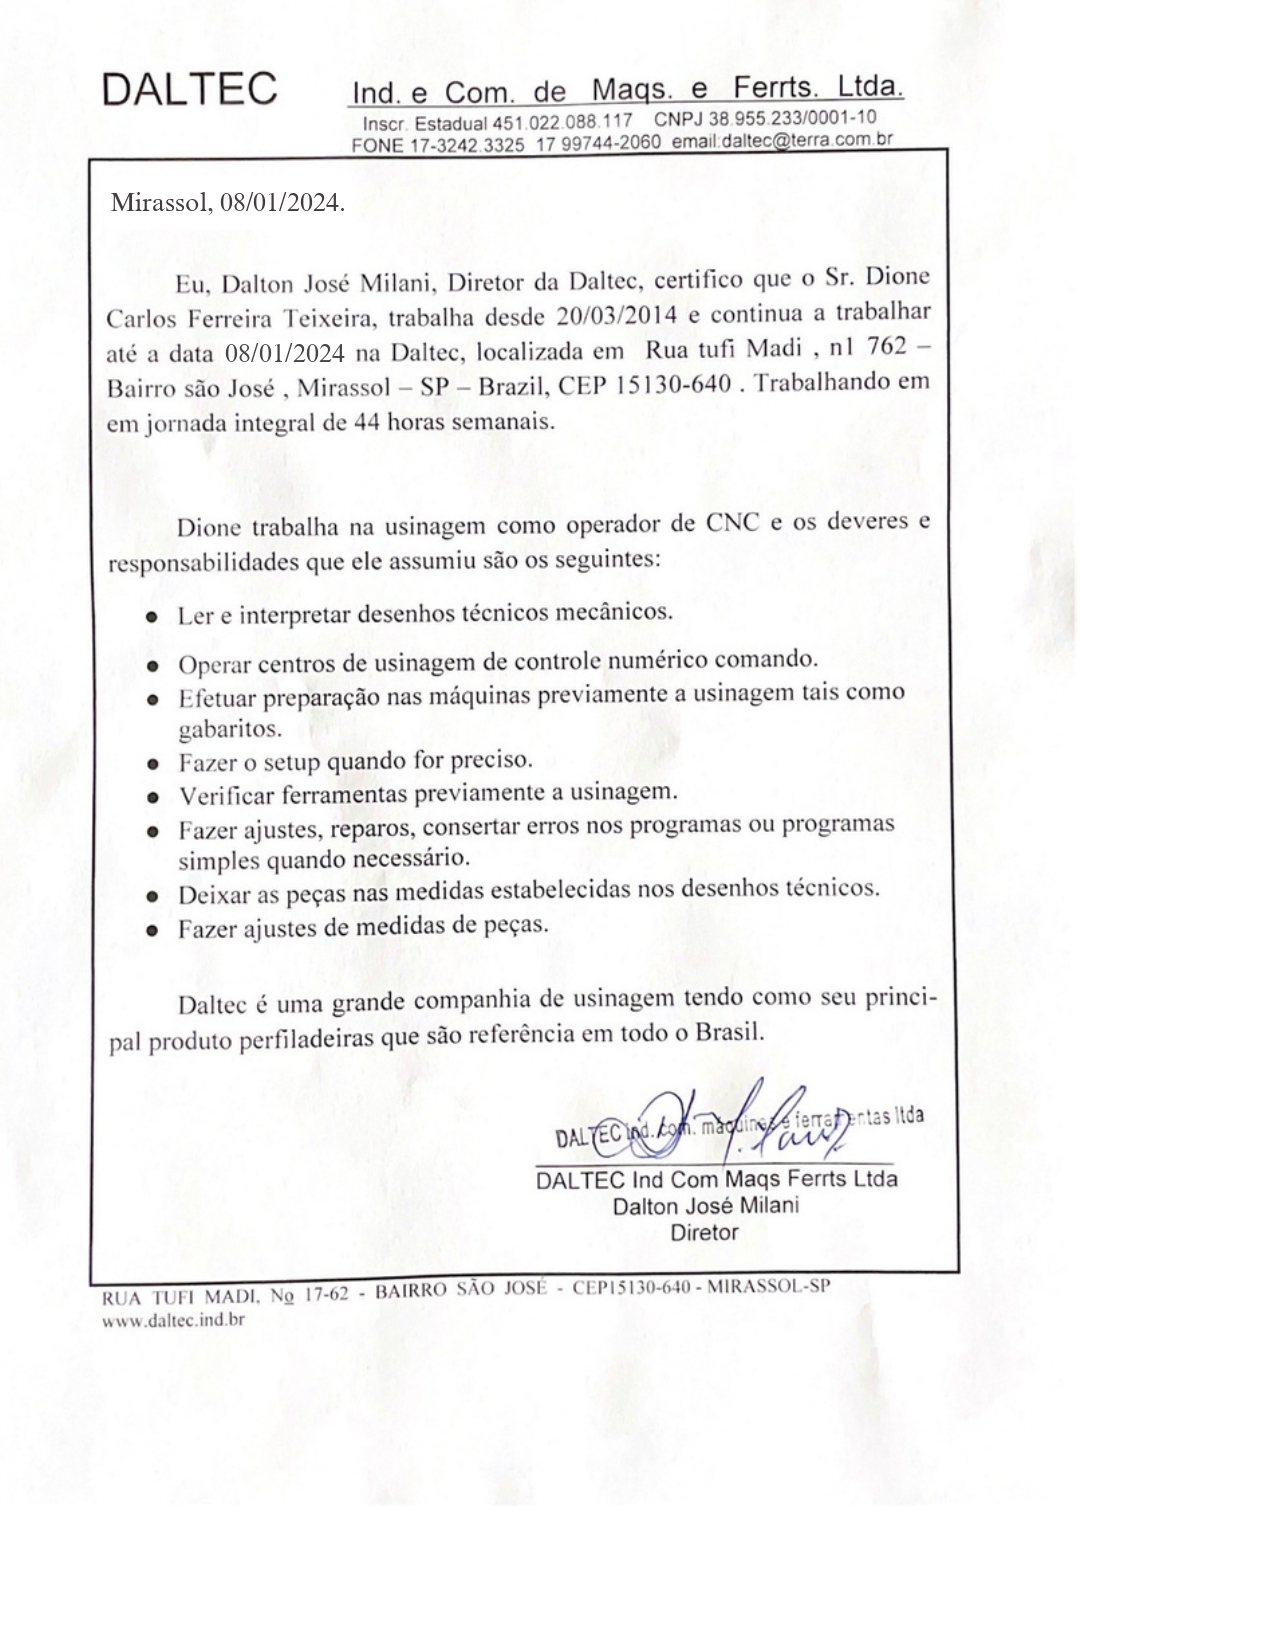 DALTEC Ind. e Com. de Maqs. e Ferrts. Ltda.
Inscr. Estadual 451.022.088.117 CNPJ 38.955.233/0001-10
FONE 17-3242.3325 17 99744-2060 email:daltec@terra.com.br
Mirassol, 08/01/2024.
Eu, Dalton José Milani, Diretor da Daltec, certifico que o Sr. Dione
Carlos Ferreira Teixeira, trabalha desde 20/03/2014 e continua a trabalhar
até a data 08/01/2024 na Daltec, localizada em Rua tufi Madi , n1 762 –
Bairro são José , Mirassol – SP – Brazil, CEP 15130-640 . Trabalhando em
em jornada integral de 44 horas semanais.
Dione trabalha na usinagem como operador de CNC e os deveres e
responsabilidades que ele assumiu são os seguintes:
● Ler e interpretar desenhos técnicos mecânicos.
● Operar centros de usinagem de controle numérico comando.
● Efetuar preparação nas máquinas previamente a usinagem tais como
gabaritos.
● Fazer o setup quando for preciso.
● Verificar ferramentas previamente a usinagem.
● Fazer ajustes, reparos, consertar erros nos programas ou programas
simples quando necessário.
● Deixar as peças nas medidas estabelecidas nos desenhos técnicos.
● Fazer ajustes de medidas de peças.
Daltec é uma grande companhia de usinagem tendo como seu princi-
pal produto perfiladeiras que são referência em todo o Brasil.
DALTEC ind. com. máquinas e ferramentas ltda
DALTEC Ind Com Maqs Ferrts Ltda
Dalton José Milani
Diretor
RUA TUFI MADI, Nº 17-62 - BAIRRO SÃO JOSÉ - CEP15130-640 - MIRASSOL-SP
www.daltec.ind.br